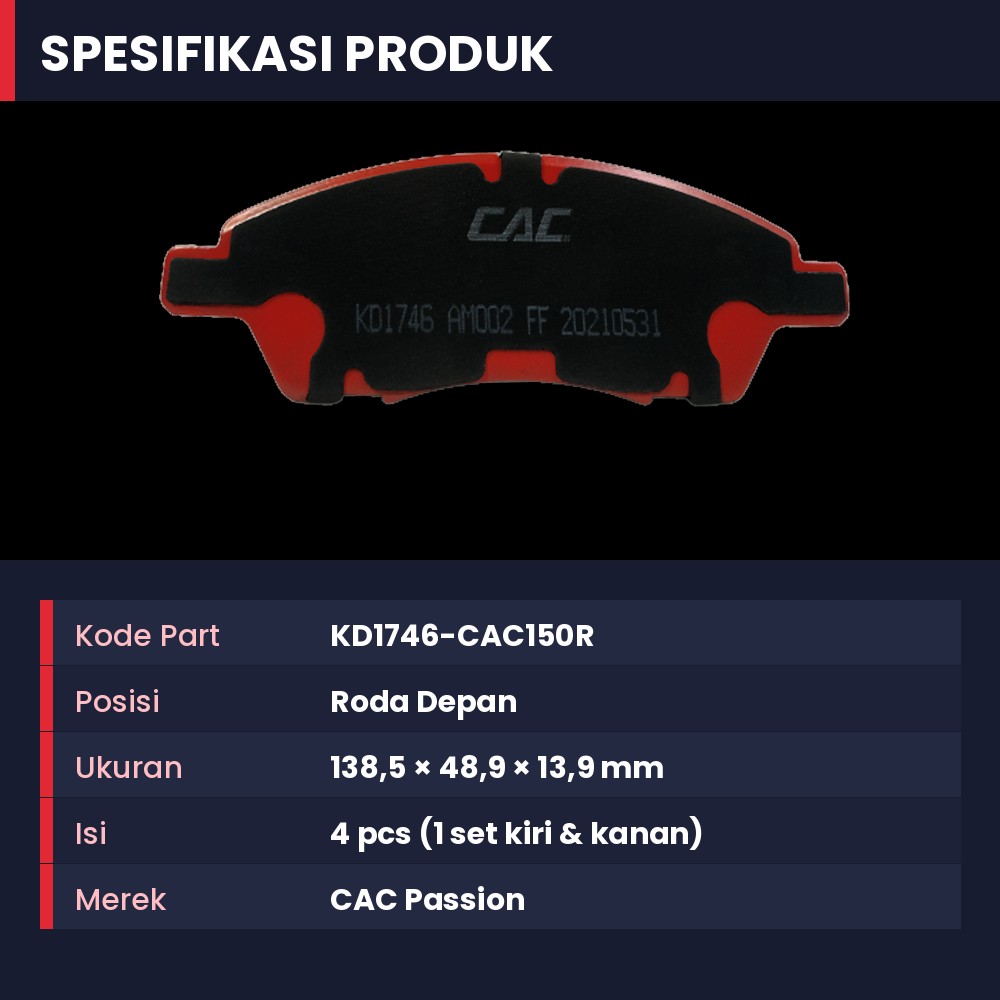 SPESIFIKASI PRODUK
CAC
KD1746 AM002 FF 20210531
Kode Part KD1746-CAC150R
Posisi Roda Depan
Ukuran 138,5 × 48,9 × 13,9 mm
Isi 4 pcs (1 set kiri & kanan)
Merek CAC Passion